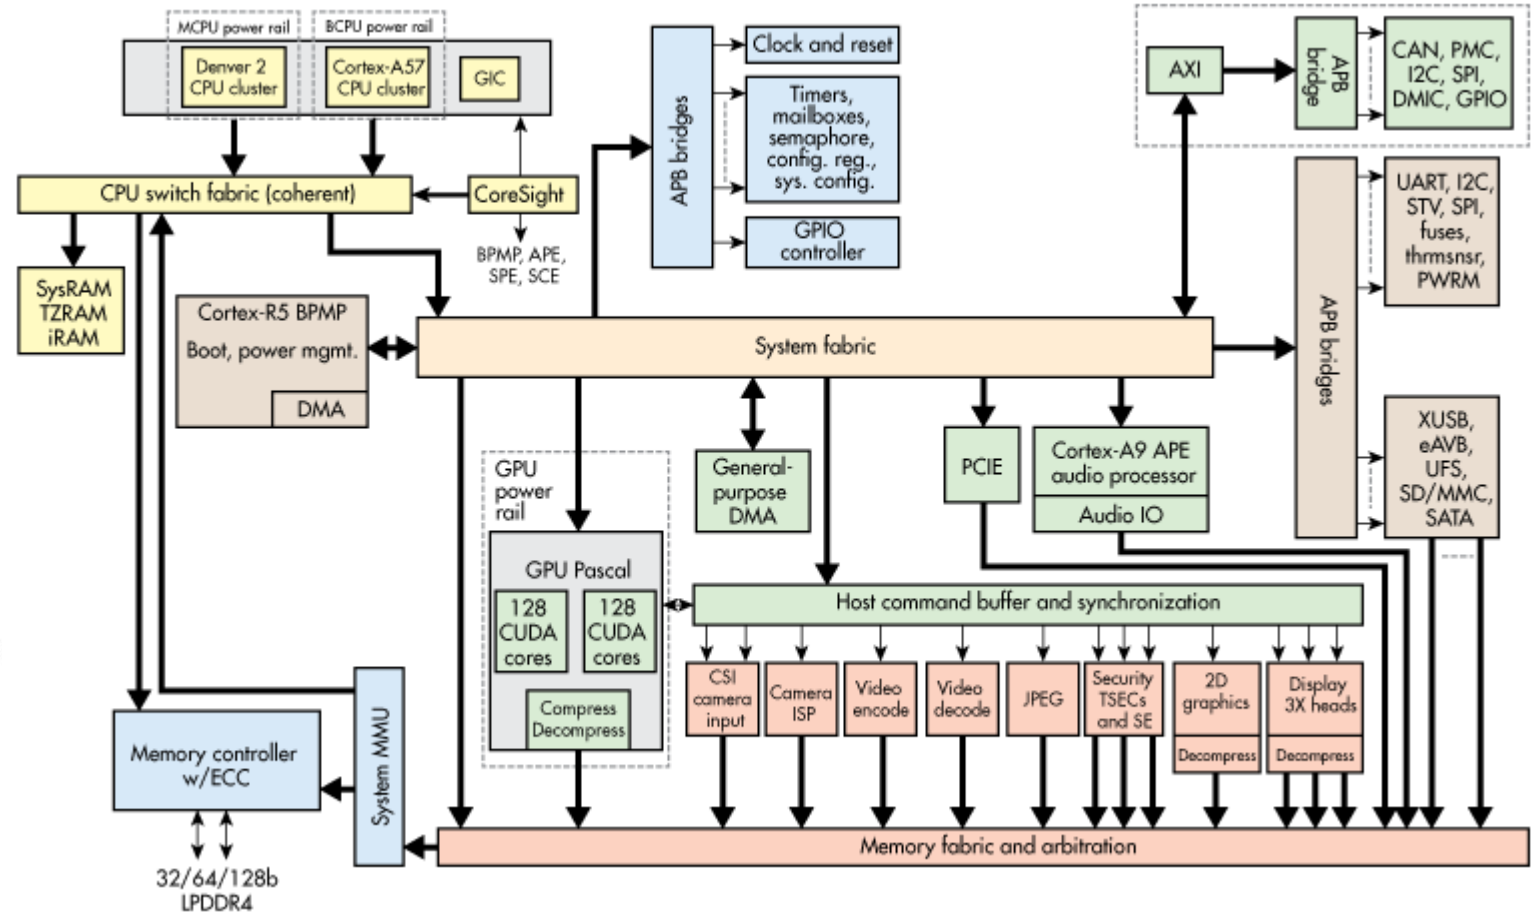 MCPU power rail
BCPU power rail
Denver 2
CPU cluster
Cortex-A57
CPU cluster
GIC
CPU switch fabric (coherent)
CoreSight
BPMP, APE,
SPE, SCE
SysRAM
TZRAM
iRAM
Cortex-R5 BPMP
Boot, power mgmt.
DMA
APB bridges
Clock and reset
Timers,
mailboxes,
semaphore,
config. reg.,
sys. config.
GPIO
controller
AXI
APB
bridge
CAN, PMC,
I2C, SPI,
DMIC, GPIO
System fabric
APB bridges
UART, I2C,
STV, SPI,
fuses,
thrmsnsr,
PWRM
XUSB,
eAVB,
UFS,
SD/MMC,
SATA
GPU
power
rail
GPU Pascal
128
CUDA
cores
128
CUDA
cores
Compress
Decompress
General-
purpose
DMA
PCIE
Cortex-A9 APE
audio processor
Audio IO
Host command buffer and synchronization
CSI
camera
input
Camera
ISP
Video
encode
Video
decode
JPEG
Security
TSECs
and SE
2D
graphics
Decompress
Display
3X heads
Decompress
Memory controller
w/ECC
System MMU
Memory fabric and arbitration
32/64/128b
LPDDR4